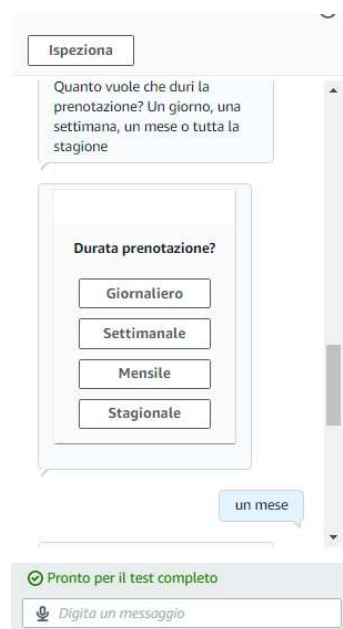 Ispeziona
Quanto vuole che duri la
prenotazione? Un giorno, una
settimana, un mese o tutta la
stagione
Durata prenotazione?
Giornaliero
Settimanale
Mensile
Stagionale
un mese
Pronto per il test completo
Digita un messaggio